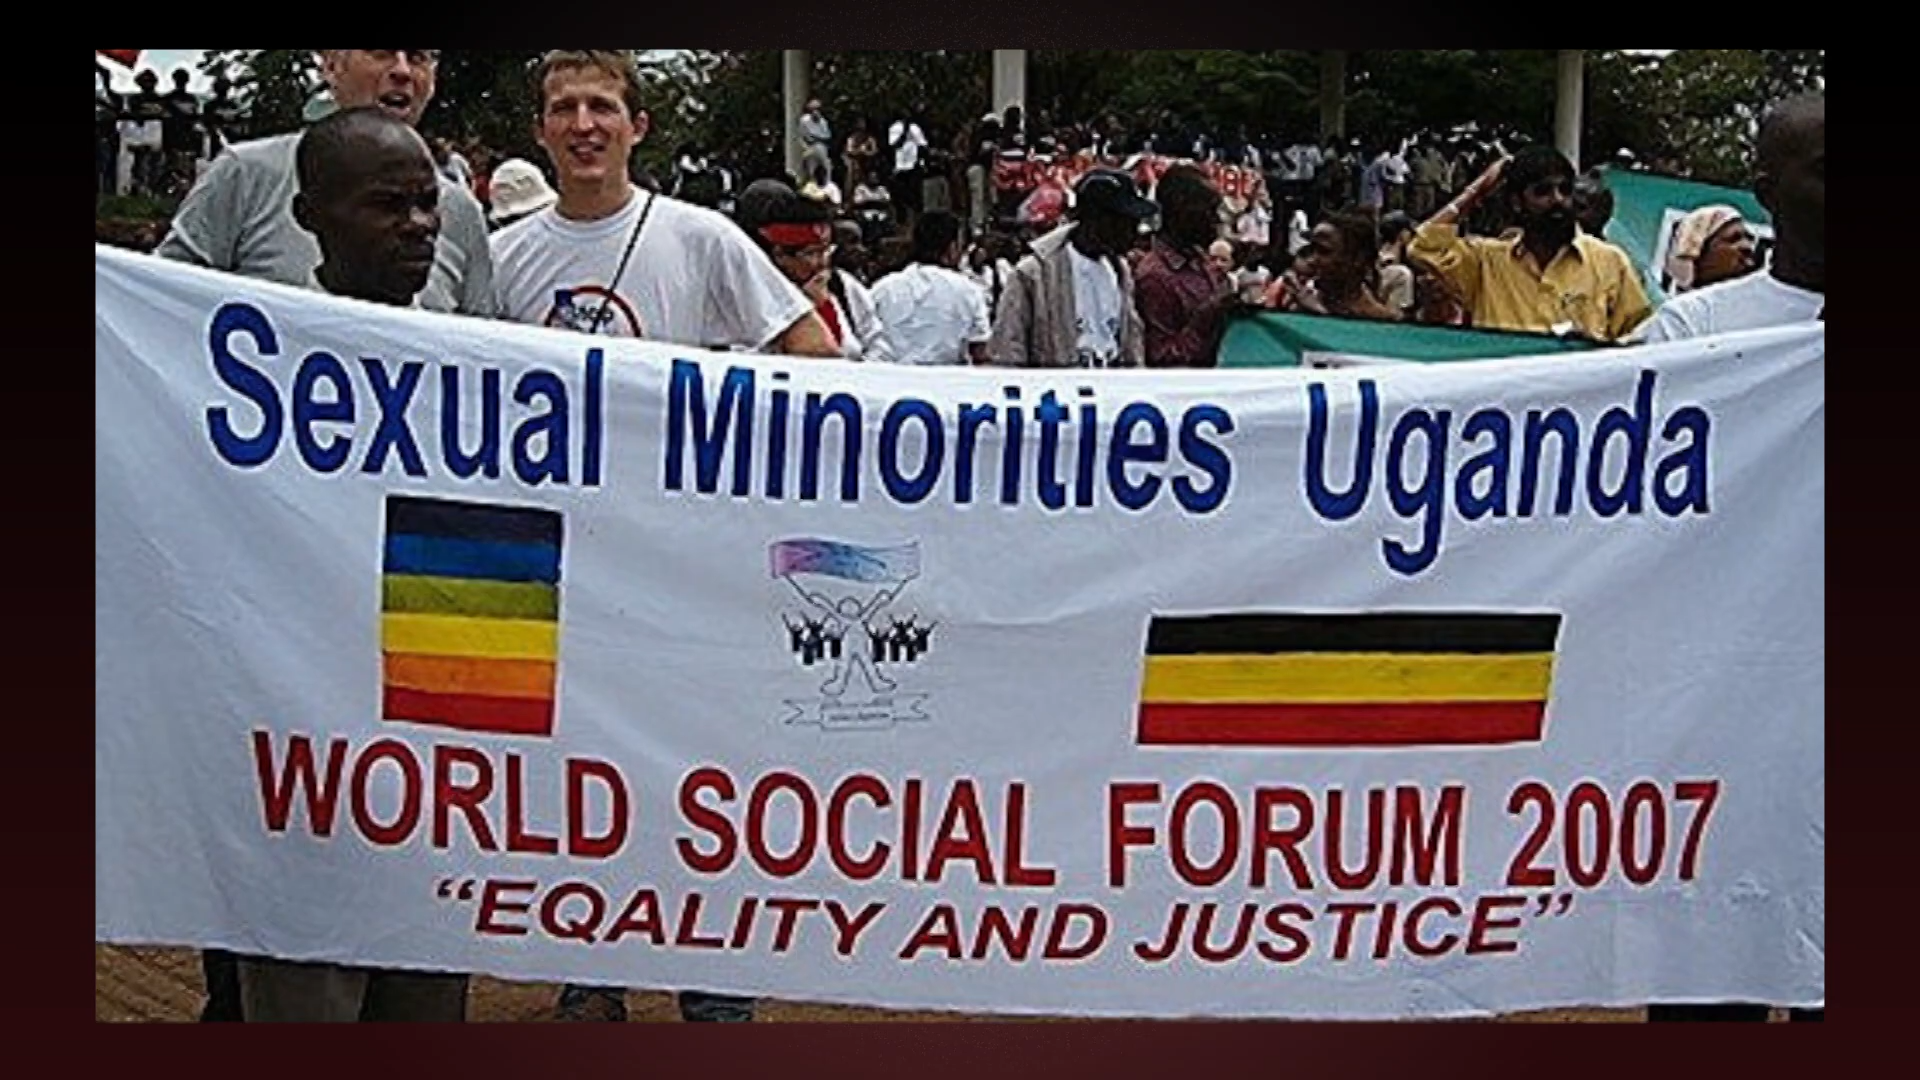 Sexual Minorities Uganda
WORLD SOCIAL FORUM 2007
“EQALITY AND JUSTICE”